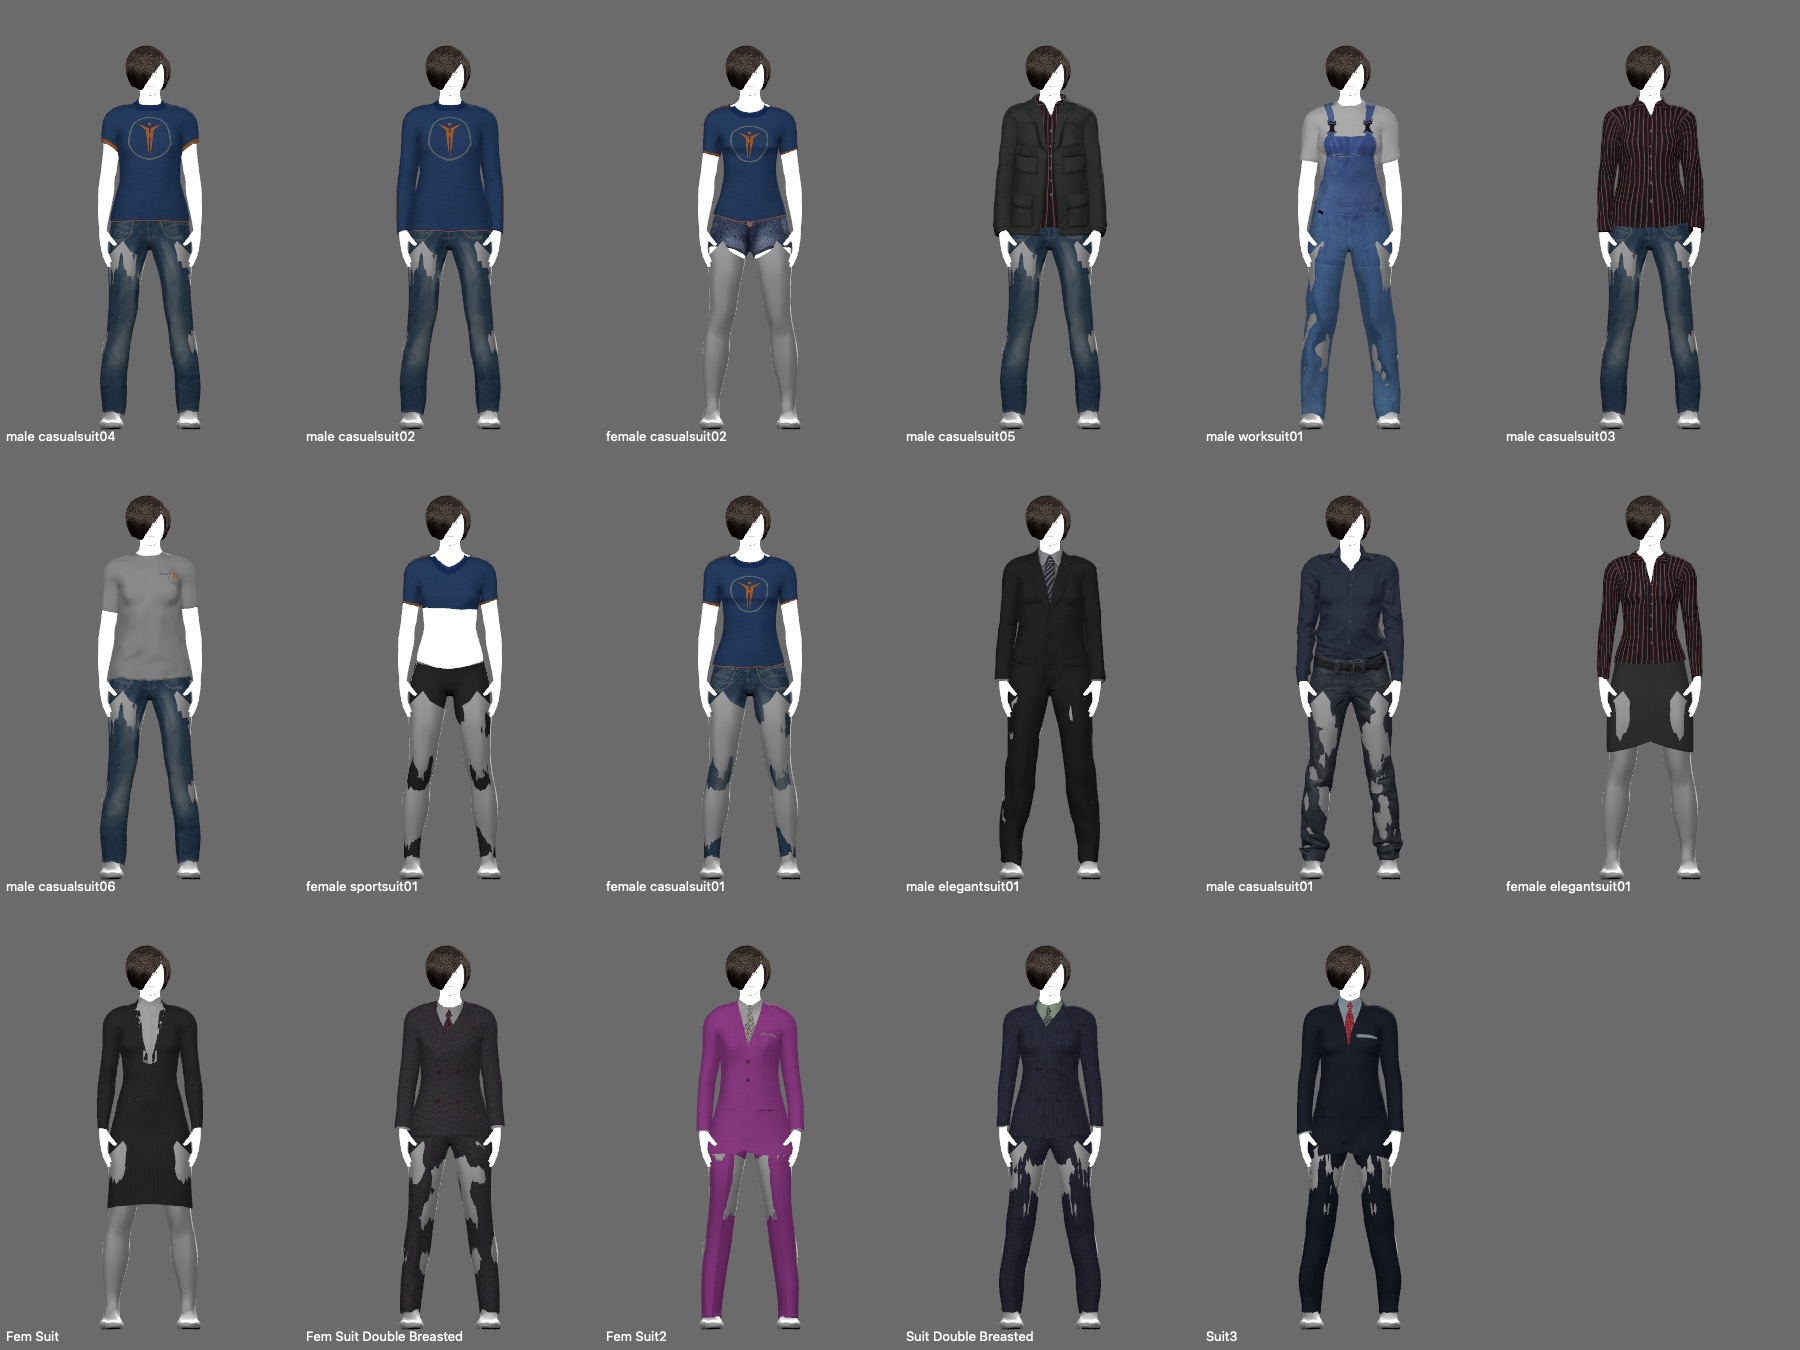 male casualsuit04
male casualsuit02
female casualsuit02
male casualsuit05
male worksuit01
male casualsuit03
male casualsuit06
female sportsuit01
female casualsuit01
male elegantsuit01
male casualsuit01
female elegantsuit01
Fem Suit
Fem Suit Double Breasted
Fem Suit2
Suit Double Breasted
Suit3